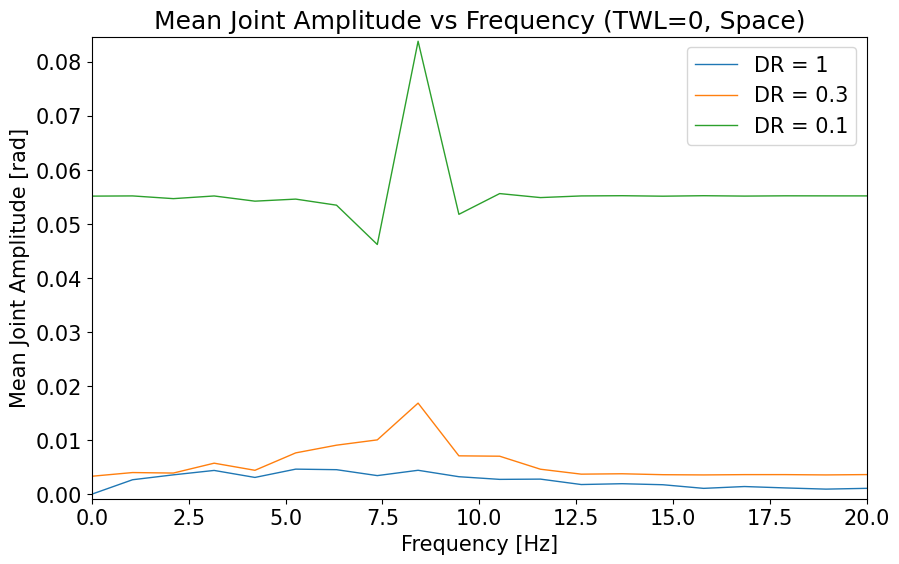 Mean Joint Amplitude vs Frequency (TWL=0, Space)
DR = 1
DR = 0.3
DR = 0.1
Mean Joint Amplitude [rad]
0.08
0.07
0.06
0.05
0.04
0.03
0.02
0.01
0.00
0.0 2.5 5.0 7.5 10.0 12.5 15.0 17.5 20.0
Frequency [Hz]